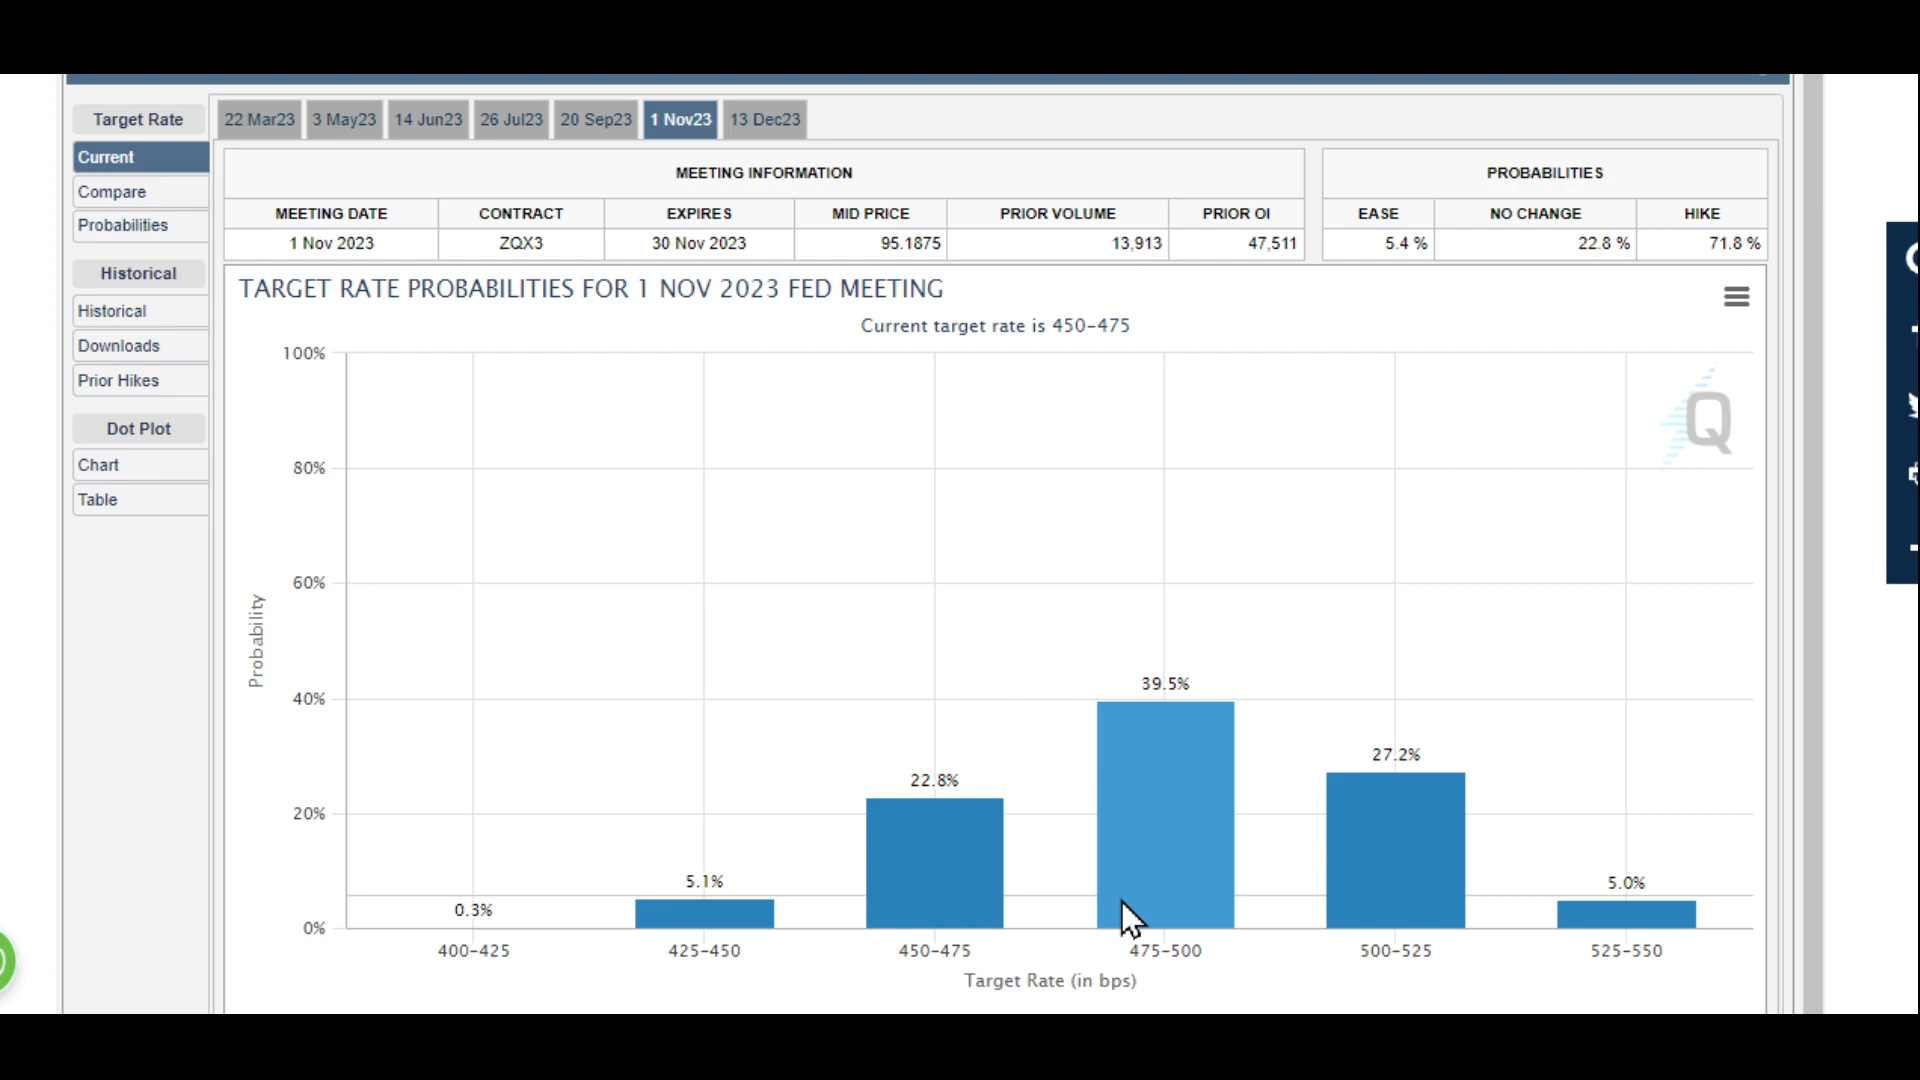 Target Rate
Current
Compare
Probabilities
Historical
Historical
Downloads
Prior Hikes
Dot Plot
Chart
Table
22 Mar23 3 May23 14 Jun23 26 Jul23 20 Sep23 1 Nov23 13 Dec23
MEETING INFORMATION
MEETING DATE CONTRACT EXPIRES MID PRICE PRIOR VOLUME PRIOR OI
1 Nov 2023 ZQX3 30 Nov 2023 95.1875 13,913 47,511
PROBABILITIES
EASE NO CHANGE HIKE
5.4 % 22.8 % 71.8 %
TARGET RATE PROBABILITIES FOR 1 NOV 2023 FED MEETING
Current target rate is 450-475
Q
Probability
100%
80%
60%
40%
20%
0%
0.3%
5.1%
22.8%
39.5%
27.2%
5.0%
400-425 425-450 450-475 475-500 500-525 525-550
Target Rate (in bps)